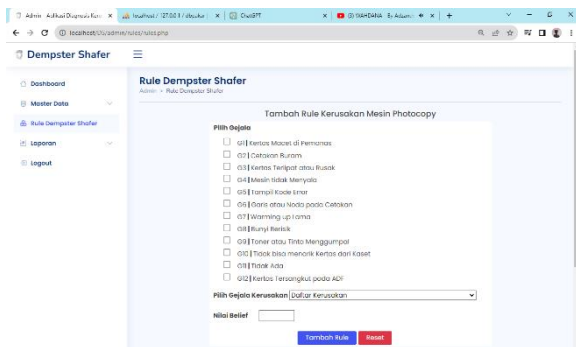 Admin - Aplikasi Diagnosis Keru
localhost / 127.0.0.1 / dbpakar
ChatGPT
localhost/
/admin/rules/rules.php
Dempster Shafer
Dashboard
Master Data
Rule Dempster Shafer
Laporan
Logout
Rule Dempster Shafer
Admin > Rule Dempster Shafer
Tambah Rule Kerusakan Mesin Photocopy
Pilih Gejala
G1 | Kertas Macet di Pemanas
G2 | Cetakan Buram
G3 | Kertas Terlipat atau Rusak
G4 | Mesin tidak Menyala
G5 | Tampil Kode Error
G6 | Garis atau Noda pada Cetakan
G7 | Warming up Lama
G8 | Bunyi Berisik
G9 | Toner atau Tinta Menggumpal
G10 | Tidak bisa menarik Kertas dari Kaset
G11 | Tidak Ada
G12 | Kertas Tersangkut pada ADF
Pilih Gejala Kerusakan Daftar Kerusakan
Nilai Belief
Tambah Rule Reset